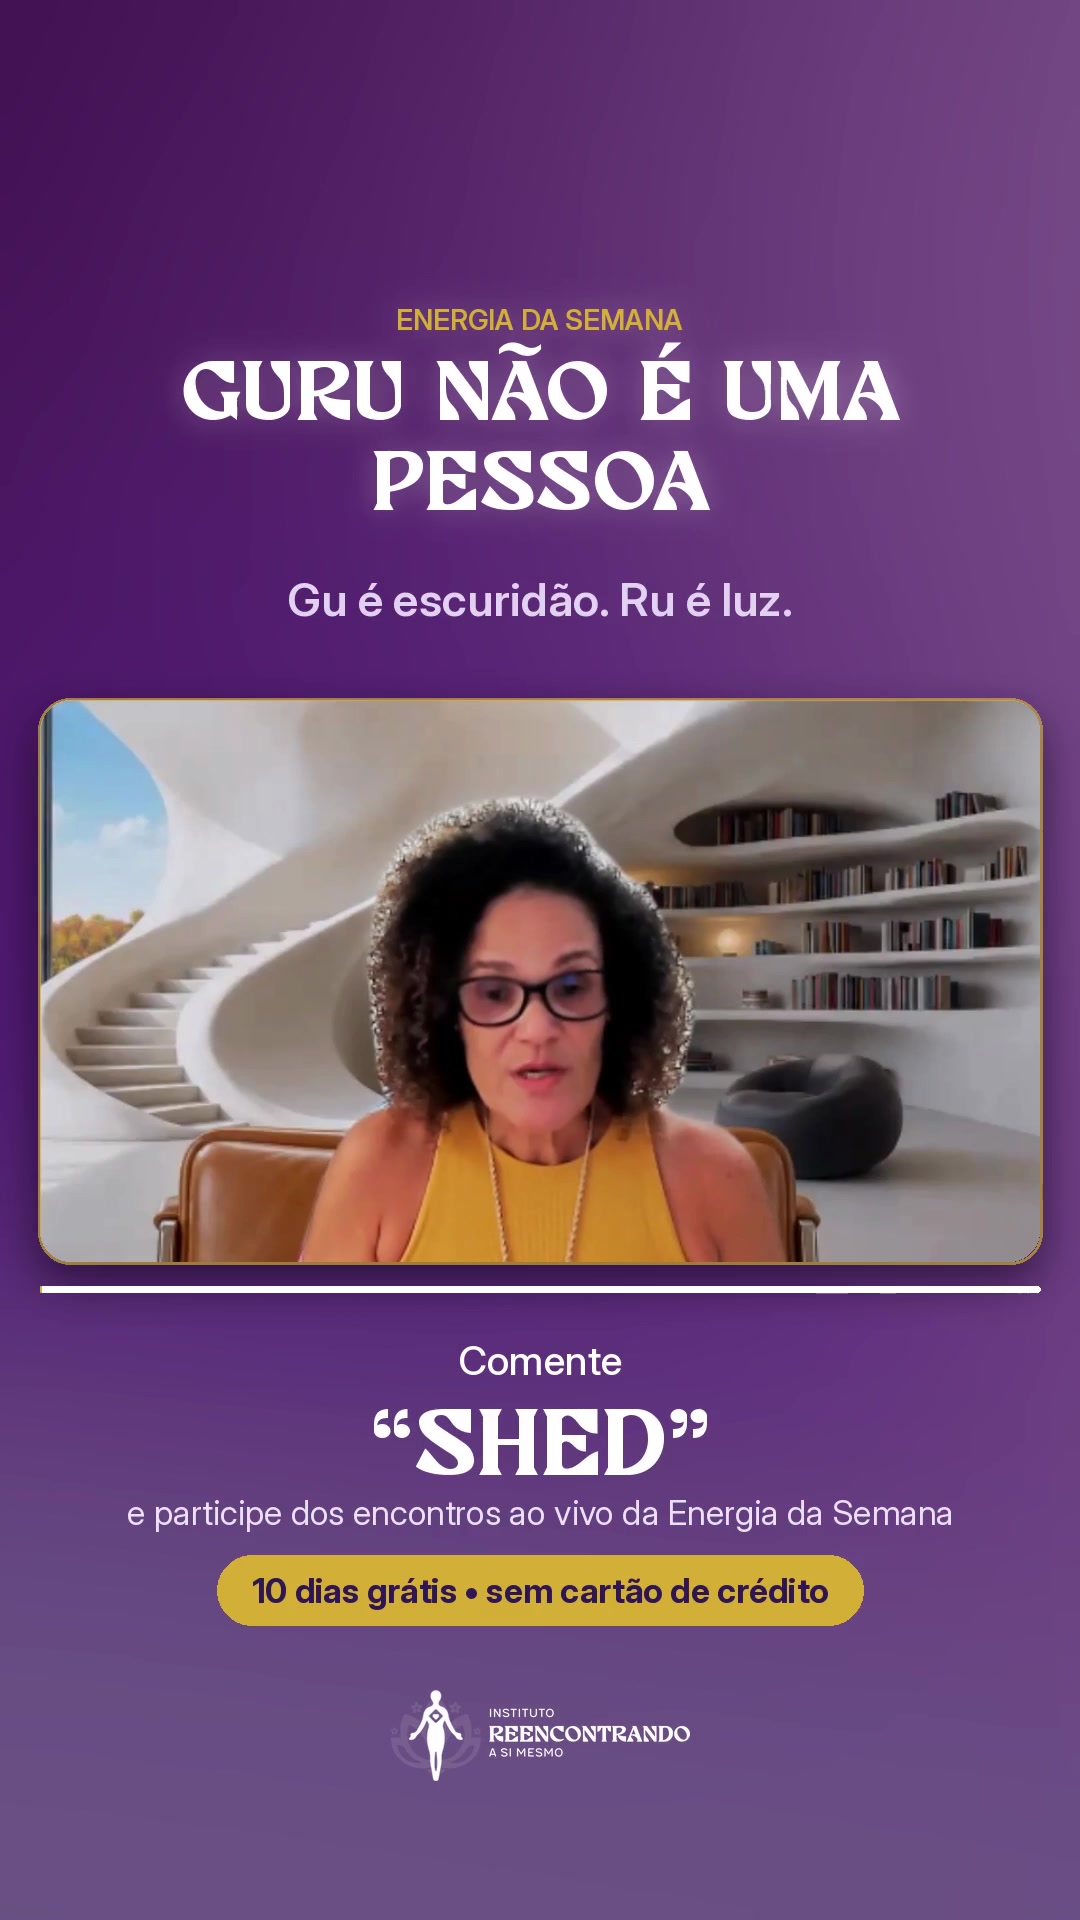 ENERGIA DA SEMANA
GURU NÃO É UMA
PESSOA
Gu é escuridão. Ru é luz.
Comente
“SHED”
e participe dos encontros ao vivo da Energia da Semana
10 dias grátis • sem cartão de crédito
INSTITUTO
REENCONTRANDO
A SI MESMO